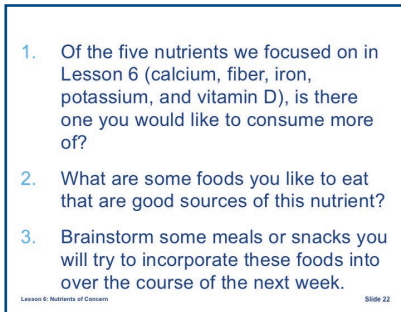 1. Of the five nutrients we focused on in
Lesson 6 (calcium, fiber, iron,
potassium, and vitamin D), is there
one you would like to consume more
of?
2. What are some foods you like to eat
that are good sources of this nutrient?
3. Brainstorm some meals or snacks you
will try to incorporate these foods into
over the course of the next week.
Lesson 6: Nutrients of Concern Slide 22